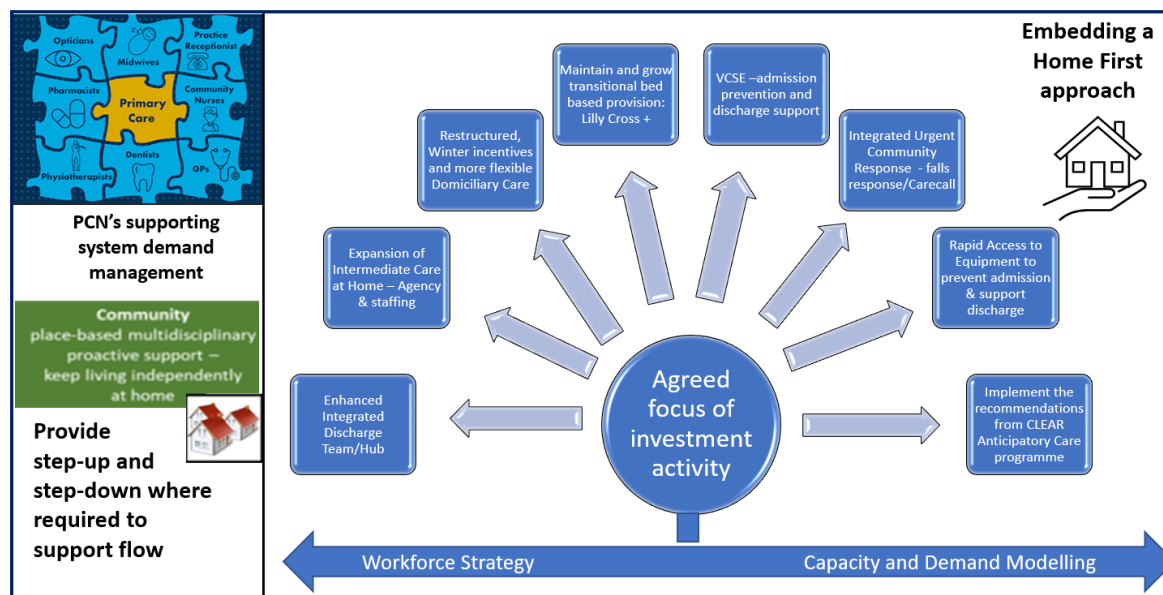 Opticians
Midwives
Practice
Receptionist
Pharmacists
Primary
Care
Community
Nurses
Physiotherapists
Dentists
GPs
PCN's supporting
system demand
management
Community
place-based multidisciplinary
proactive support –
keep living independently
at home
Provide
step-up and
step-down where
required to
support flow
Embedding a
Home First
approach
Enhanced
Integrated
Discharge
Team/Hub
Expansion of
Intermediate Care
at Home – Agency
& staffing
Restructured,
Winter incentives
and more flexible
Domiciliary Care
Maintain and grow
transitional bed
based provision:
Lilly Cross +
VCSE –admission
prevention and
discharge support
Integrated Urgent
Community
Response  - falls
response/Carecall
Rapid Access to
Equipment to
prevent admission
& support
discharge
Implement the
recommendations
from CLEAR
Anticipatory Care
programme
Agreed
focus of
investment
activity
Workforce Strategy
Capacity and Demand Modelling